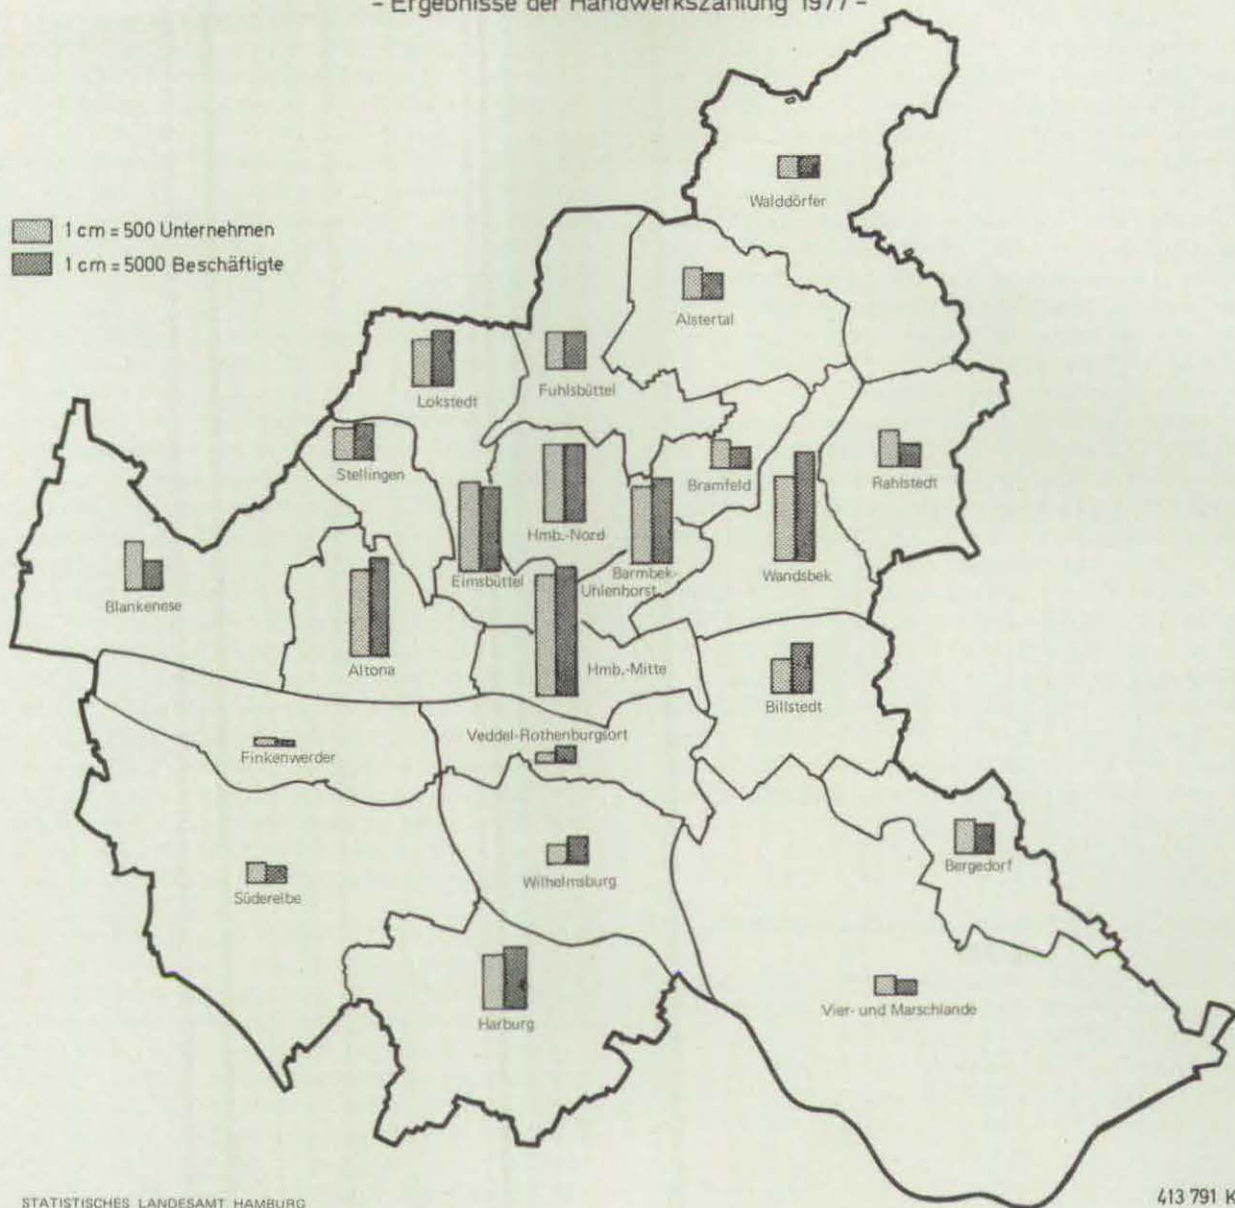 - Ergebnisse der Handwerkszählung 1977 -
1 cm = 500 Unternehmen
1 cm = 5000 Beschäftigte
Walddörfer
Alstertal
Fuhlsbüttel
Lokstedt
Stellingen
Bramfeld
Rahlstedt
Hmb.-Nord
Eimsbüttel
Barmbek-
Uhlenhorst
Wandsbek
Blankenese
Altona
Hmb.-Mitte
Billstedt
Veddel-Rothenburgsort
Finkenwerder
Wilhelmsburg
Bergedorf
Süderelbe
Harburg
Vier- und Marschlande
STATISTISCHES LANDESAMT HAMBURG
413 791 K